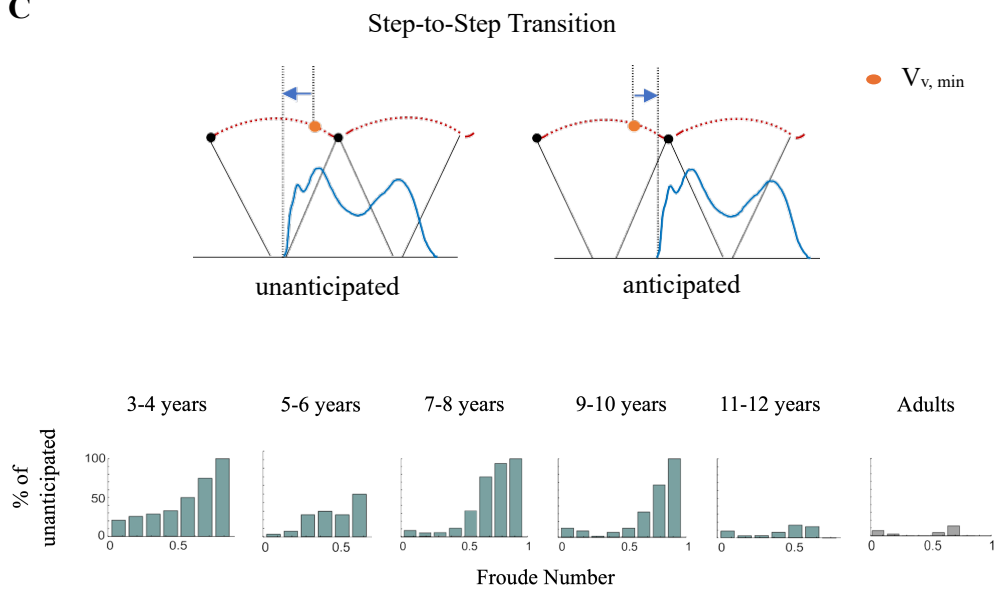 C
Step-to-Step Transition
V v, min
unanticipated
anticipated
3-4 years
5-6 years
7-8 years
9-10 years
11-12 years
Adults
% of
unanticipated
100
50
0
0
0.5
0
0.5
0
0.5
1
0
0.5
1
0
0.5
0
0.5
1
Froude Number